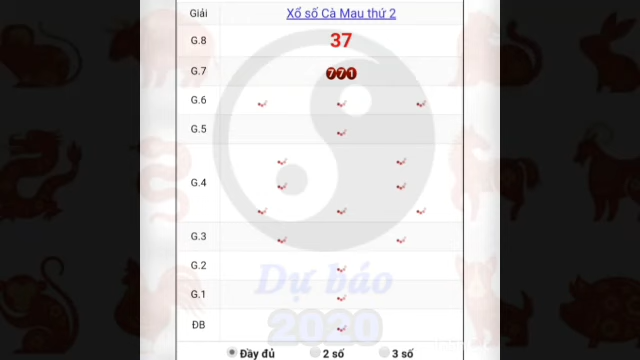 Giải Xổ số Cà Mau thứ 2
G.8 37
G.7 771
G.6
G.5
G.4
G.3
G.2
Dự báo
G.1
2020
ĐB
Đầy đủ 2 số 3 số